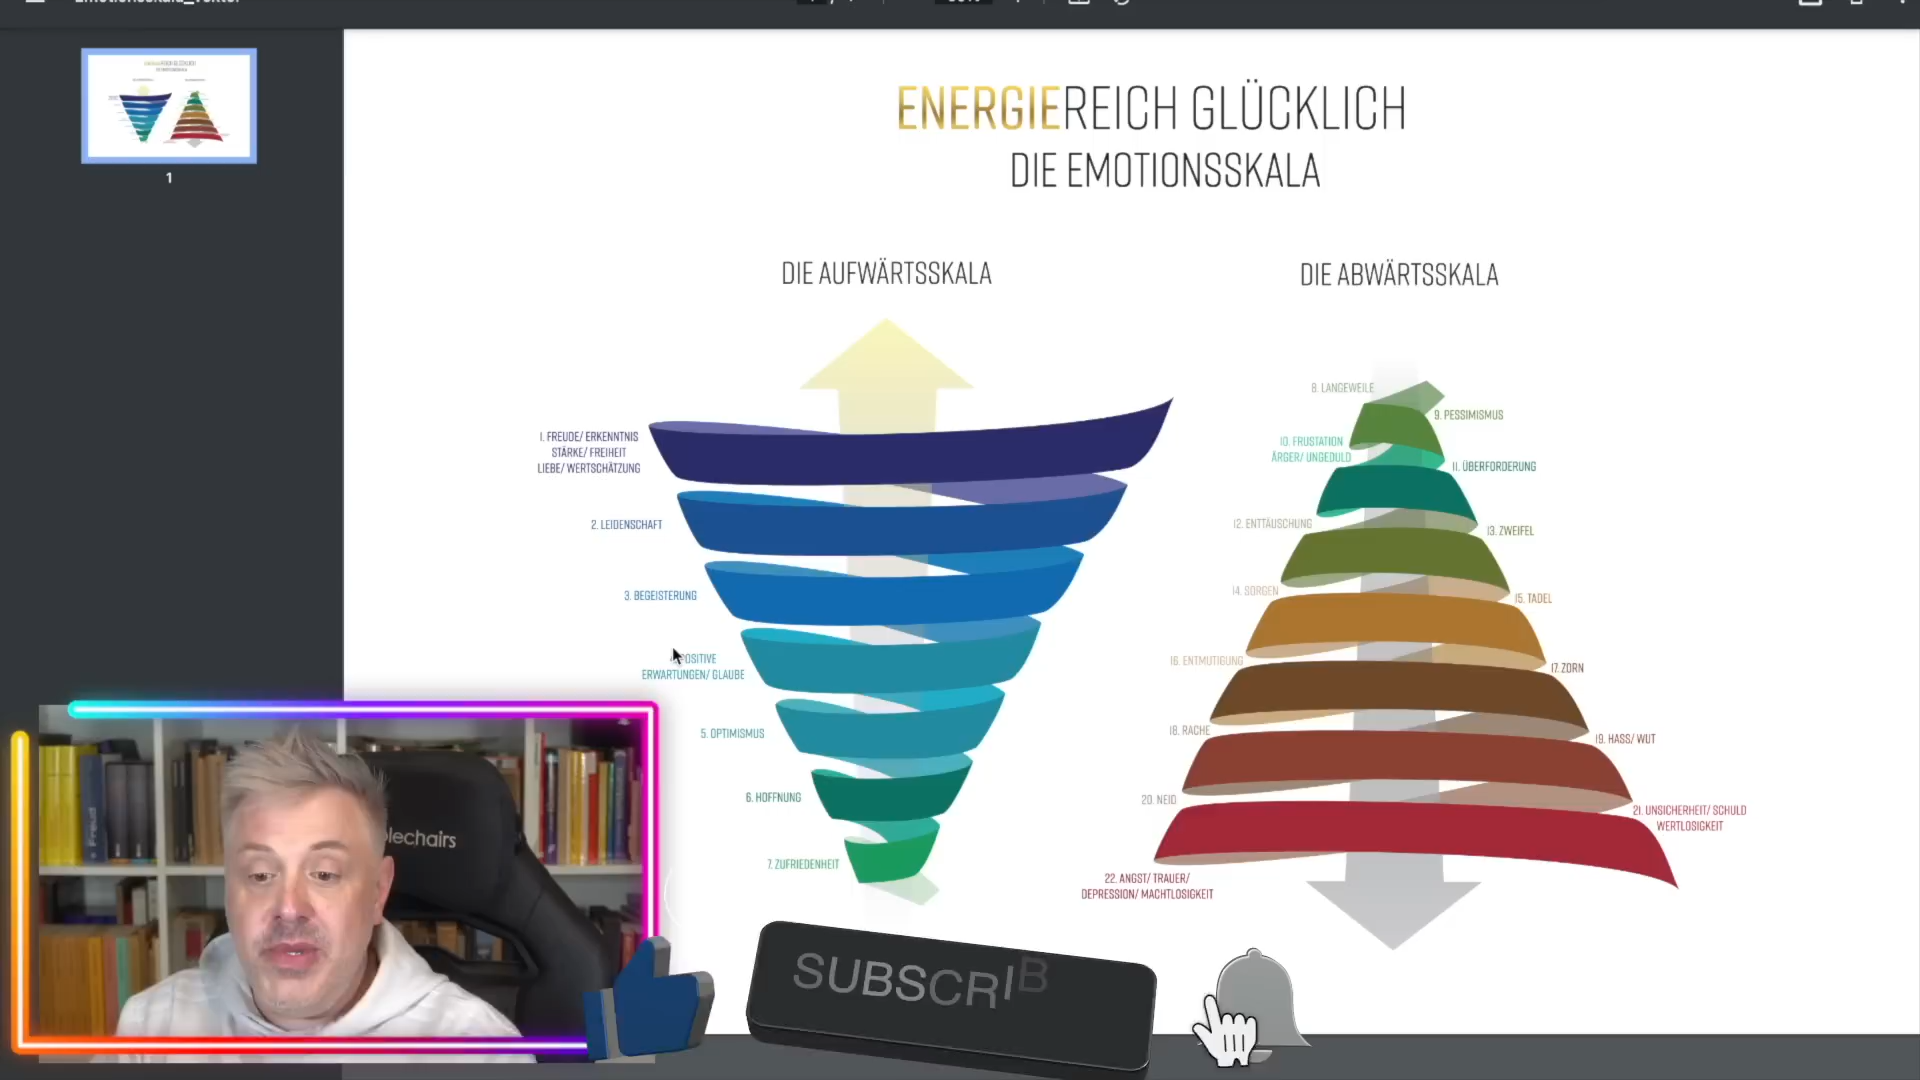 1
ENERGIEREICH GLÜCKLICH
DIE EMOTIONSSKALA
DIE AUFWÄRTSSKALA
1. FREUDE/ ERKENNTNIS
STÄRKE/ FREIHEIT
LIEBE/ WERTSCHÄTZUNG
2. LEIDENSCHAFT
3. BEGEISTERUNG
POSITIVE
ERWARTUNGEN/ GLAUBE
5. OPTIMISMUS
6. HOFFNUNG
7. ZUFRIEDENHEIT
DIE ABWÄRTSSKALA
8. LANGEWEILE
9. PESSIMISMUS
10. FRUSTATION
ÄRGER/ UNGEDULD
11. ÜBERFORDERUNG
12. ENTTÄUSCHUNG
13. ZWEIFEL
14. SORGEN
15. TADEL
16. ENTMUTIGUNG
17. ZORN
18. RACHE
19. HASS/ WUT
20. NEID
21. UNSICHERHEIT/ SCHULD
WERTLOSIGKEIT
22. ANGST/ TRAUER/
DEPRESSION/ MACHTLOSIGKEIT
lechairs
Freud
SUBSCRIB